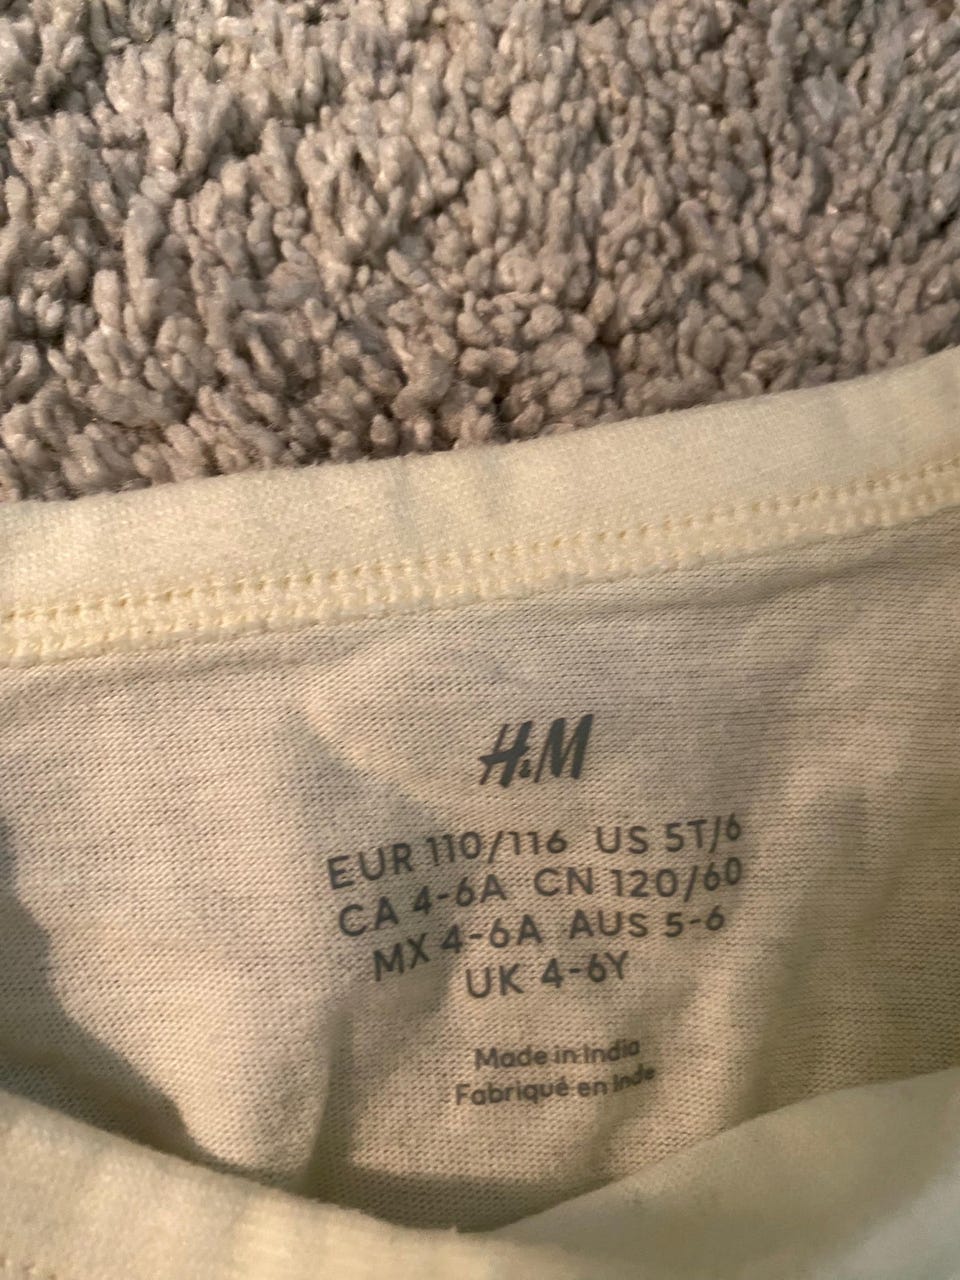 H&M
EUR 110/116 US 5T/6
CA 4-6A CN 120/60
MX 4-6A AUS 5-6
UK 4-6Y
Made in India
Fabriqué en Inde